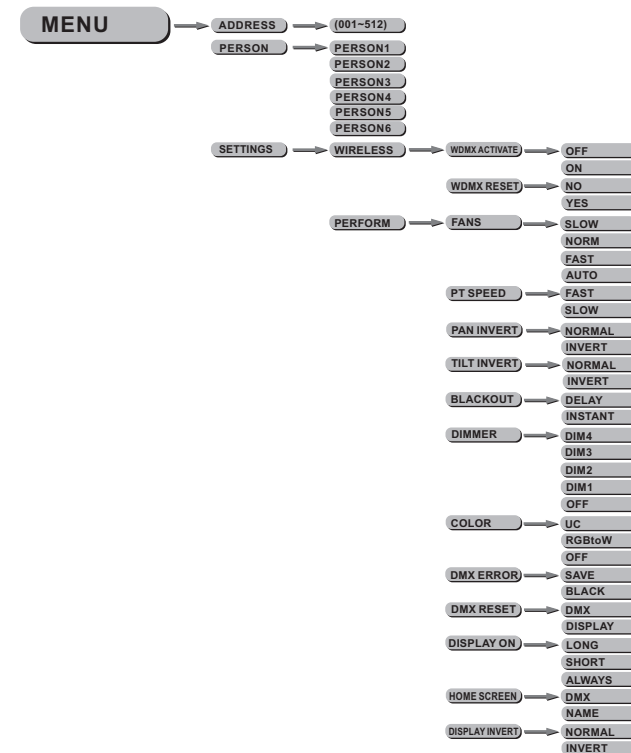 MENU ADDRESS (001~512)
PERSON PERSON1
PERSON2
PERSON3
PERSON4
PERSON5
PERSON6
SETTINGS WIRELESS WDMX ACTIVATE OFF
ON
WDMX RESET NO
YES
PERFORM FANS SLOW
NORM
FAST
AUTO
PT SPEED FAST
SLOW
PAN INVERT NORMAL
INVERT
TILT INVERT NORMAL
INVERT
BLACKOUT DELAY
INSTANT
DIMMER DIM4
DIM3
DIM2
DIM1
OFF
COLOR UC
RGBtoW
OFF
DMX ERROR SAVE
BLACK
DMX RESET DMX
DISPLAY
DISPLAY ON LONG
SHORT
ALWAYS
HOME SCREEN DMX
NAME
DISPLAY INVERT NORMAL
INVERT